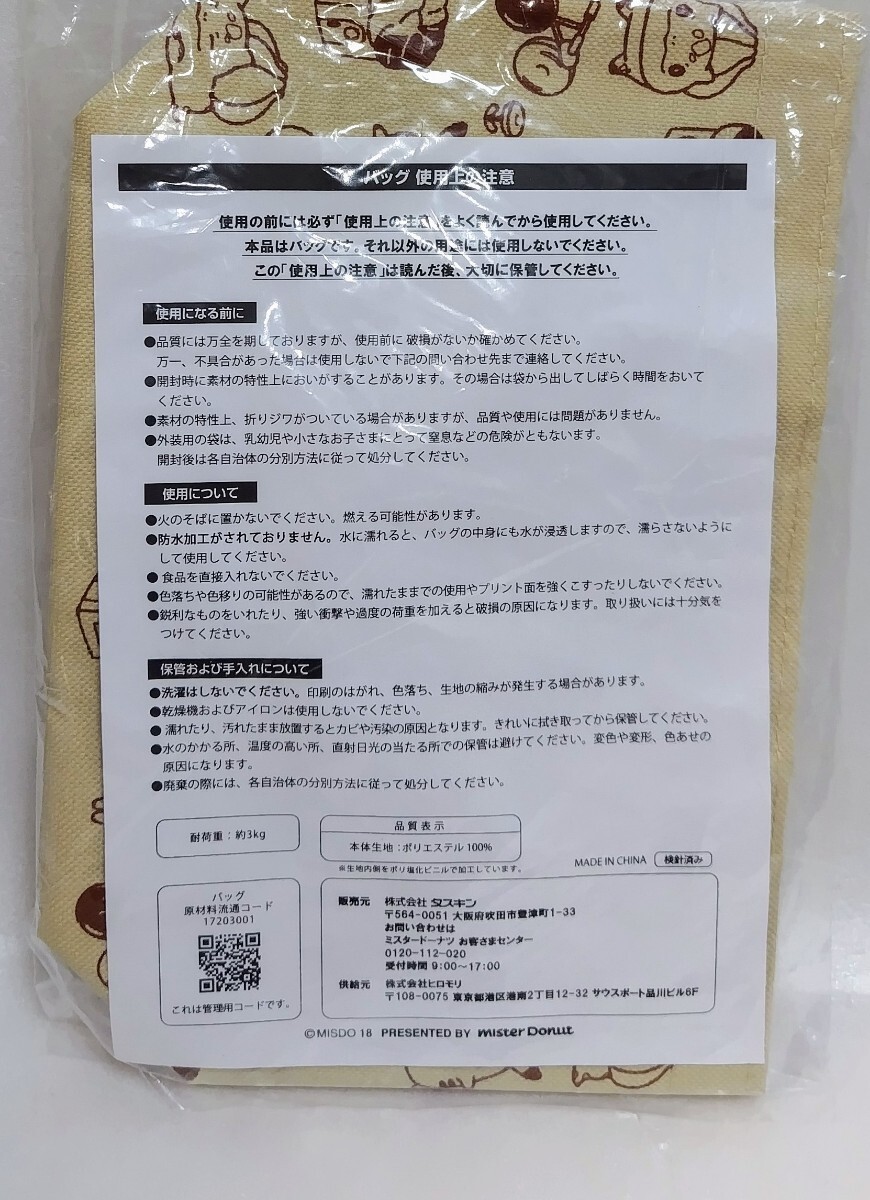 バッグ 使用上の注意
使用の前には必ず「使用上の注意」をよく読んでから使用してください。
本品はバッグです。それ以外の用途には使用しないでください。
この「使用上の注意」は読んだ後、大切に保管してください。
使用になる前に
●品質には万全を期しておりますが、使用前に 破損がないか確かめてください。
万一、不具合があった場合は使用しないで下記の問い合わせ先まで連絡してください。
●開封時に素材の特性上においがすることがあります。その場合は袋から出してしばらく時間をおいて
ください。
●素材の特性上、折りジワがついている場合がありますが、品質や使用には問題がありません。
●外装用の袋は、乳幼児や小さなお子さまにとって窒息などの危険がともないます。
開封後は各自治体の分別方法に従って処分してください。
使用について
●火のそばに置かないでください。燃える可能性があります。
●防水加工がされておりません。水に濡れると、バッグの中身にも水が浸透しますので、濡らさないように
して使用してください。
● 食品を直接入れないでください。
●色落ちや色移りの可能性があるので、濡れたままでの使用やプリント面を強くこすったりしないでください。
●鋭利なものをいれたり、強い衝撃や過度の荷重を加えると破損の原因になります。取り扱いには十分気を
つけてください。
保管および手入れについて
●洗濯はしないでください。印刷のはがれ、色落ち、生地の縮みが発生する場合があります。
●乾燥機およびアイロンは使用しないでください。
● 濡れたり、汚れたまま放置するとカビや汚染の原因となります。きれいに拭き取ってから保管してください。
●水のかかる所、温度の高い所、直射日光の当たる所での保管は避けてください。変色や変形、色あせの
原因になります。
●廃棄の際には、各自治体の分別方法に従って処分してください。
耐荷重：約3kg
品質表示
本体生地：ポリエステル 100%
※生地内側をポリ塩化ビニルで加工しています。
MADE IN CHINA 検針済み
バッグ
原材料流通コード
17203001
これは管理用コードです。
販売元 株式会社 ダスキン
〒564-0051 大阪府吹田市豊津町1-33
お問い合わせは
ミスタードーナツ お客さまセンター
0120-112-020
受付時間 9:00～17:00
供給元 株式会社ヒロモリ
〒108-0075 東京都港区港南2丁目12-32 サウスポート品川ビル6F
©MISDO 18 PRESENTED BY mister Donut